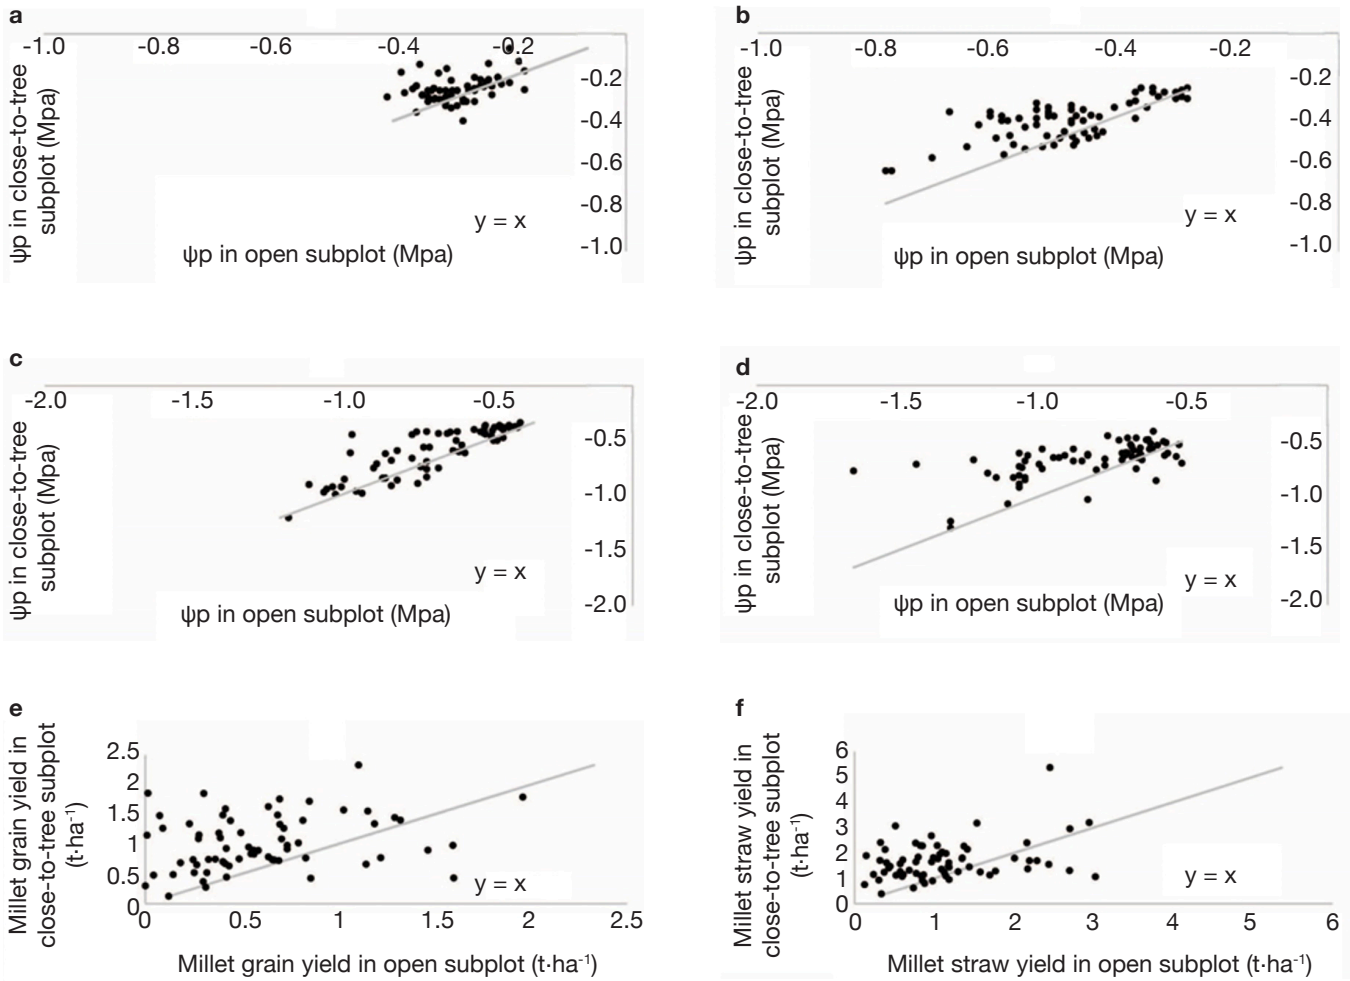 a
-1.0 -0.8 -0.6 -0.4 -0.2
-0.2
-0.4
-0.6
-0.8
-1.0
ψp in close-to-tree
subplot (Mpa)
y = x
ψp in open subplot (Mpa)
b
-1.0 -0.8 -0.6 -0.4 -0.2
-0.2
-0.4
-0.6
-0.8
-1.0
ψp in close-to-tree
subplot (Mpa)
y = x
ψp in open subplot (Mpa)
c
-2.0 -1.5 -1.0 -0.5
-0.5
-1.0
-1.5
-2.0
ψp in close-to-tree
subplot (Mpa)
y = x
ψp in open subplot (Mpa)
d
-2.0 -1.5 -1.0 -0.5
-0.5
-1.0
-1.5
-2.0
ψp in close-to-tree
subplot (Mpa)
y = x
ψp in open subplot (Mpa)
e
Millet grain yield in
close-to-tree subplot
(t·ha⁻¹)
2.5
2
1.5
1
0.5
0
y = x
0 0.5 1 1.5 2 2.5
Millet grain yield in open subplot (t·ha⁻¹)
f
Millet straw yield in
close-to-tree subplot
(t·ha⁻¹)
6
5
4
3
2
1
0
y = x
0 1 2 3 4 5 6
Millet straw yield in open subplot (t·ha⁻¹)